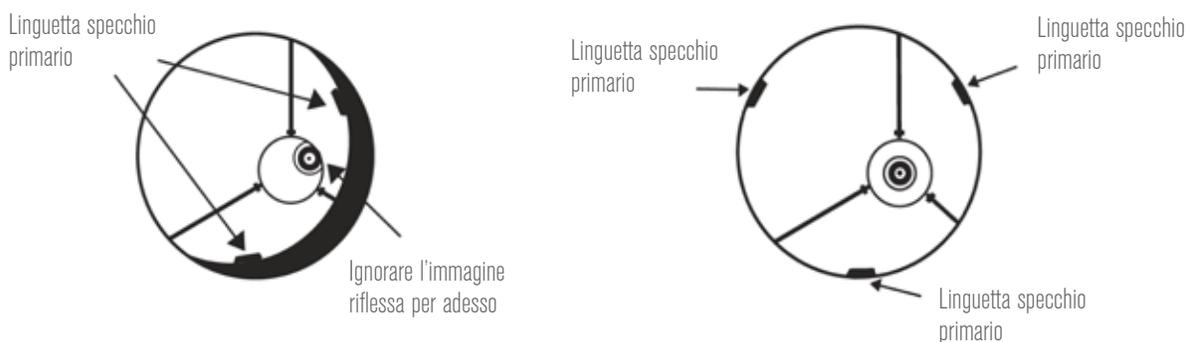 Linguetta specchio
primario
Ignorare l'immagine
riflessa per adesso
Linguetta specchio
primario
Linguetta specchio
primario
Linguetta specchio
primario